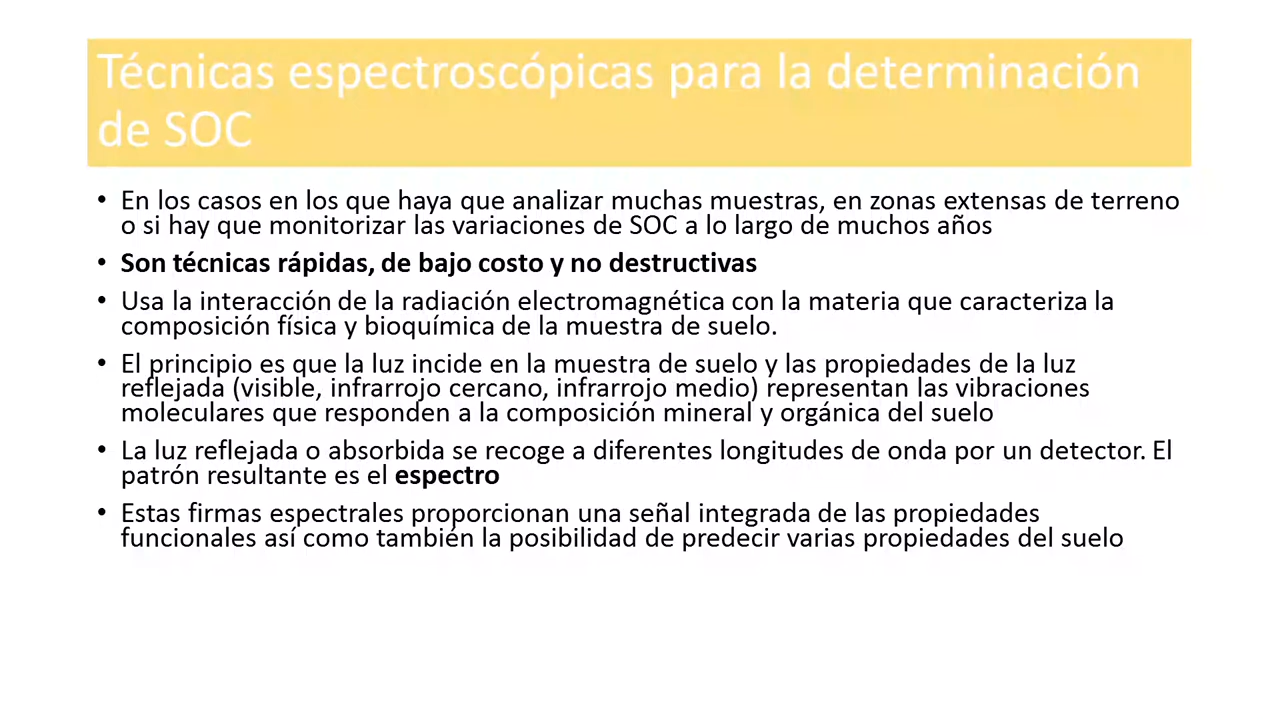 Técnicas espectroscópicas para la determinación
de SOC
• En los casos en los que haya que analizar muchas muestras, en zonas extensas de terreno
o si hay que monitorizar las variaciones de SOC a lo largo de muchos años
• Son técnicas rápidas, de bajo costo y no destructivas
• Usa la interacción de la radiación electromagnética con la materia que caracteriza la
composición física y bioquímica de la muestra de suelo.
• El principio es que la luz incide en la muestra de suelo y las propiedades de la luz
reflejada (visible, infrarrojo cercano, infrarrojo medio) representan las vibraciones
moleculares que responden a la composición mineral y orgánica del suelo
• La luz reflejada o absorbida se recoge a diferentes longitudes de onda por un detector. El
patrón resultante es el espectro
• Estas firmas espectrales proporcionan una señal integrada de las propiedades
funcionales así como también la posibilidad de predecir varias propiedades del suelo